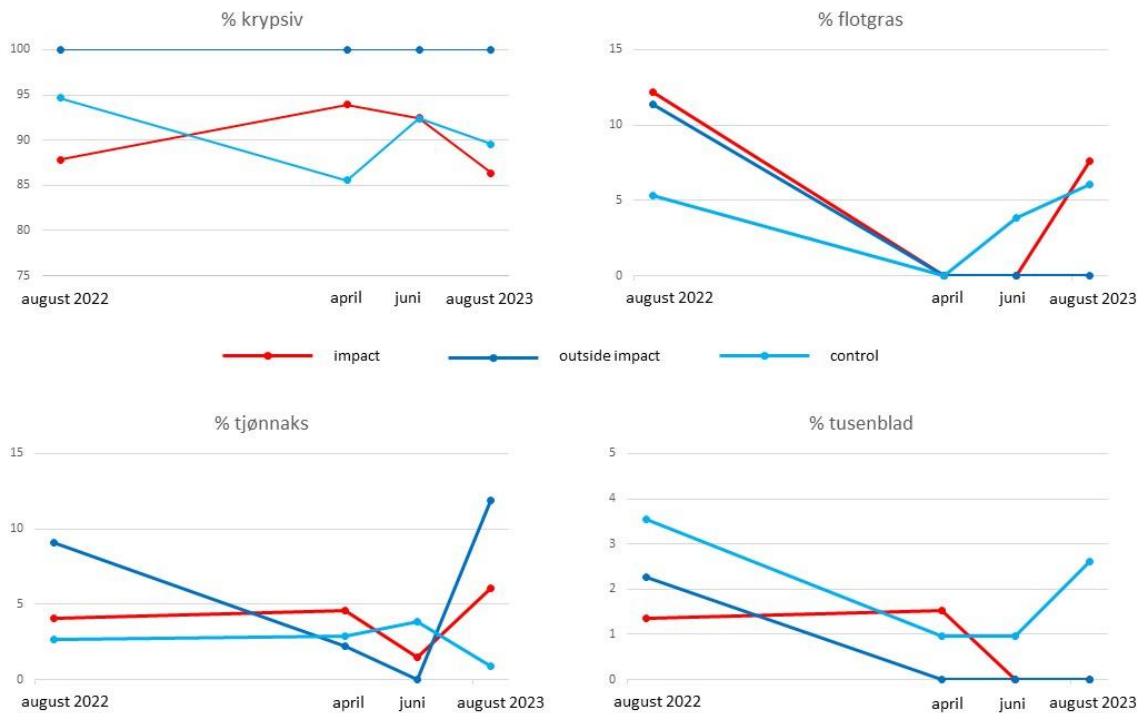 % krypsiv
100
95
90
85
80
75
august 2022 april juni august 2023
% flotgras
15
10
5
0
august 2022 april juni august 2023
impact outside impact control
% tjønnaks
15
10
5
0
august 2022 april juni august 2023
% tusenblad
5
4
3
2
1
0
august 2022 april juni august 2023